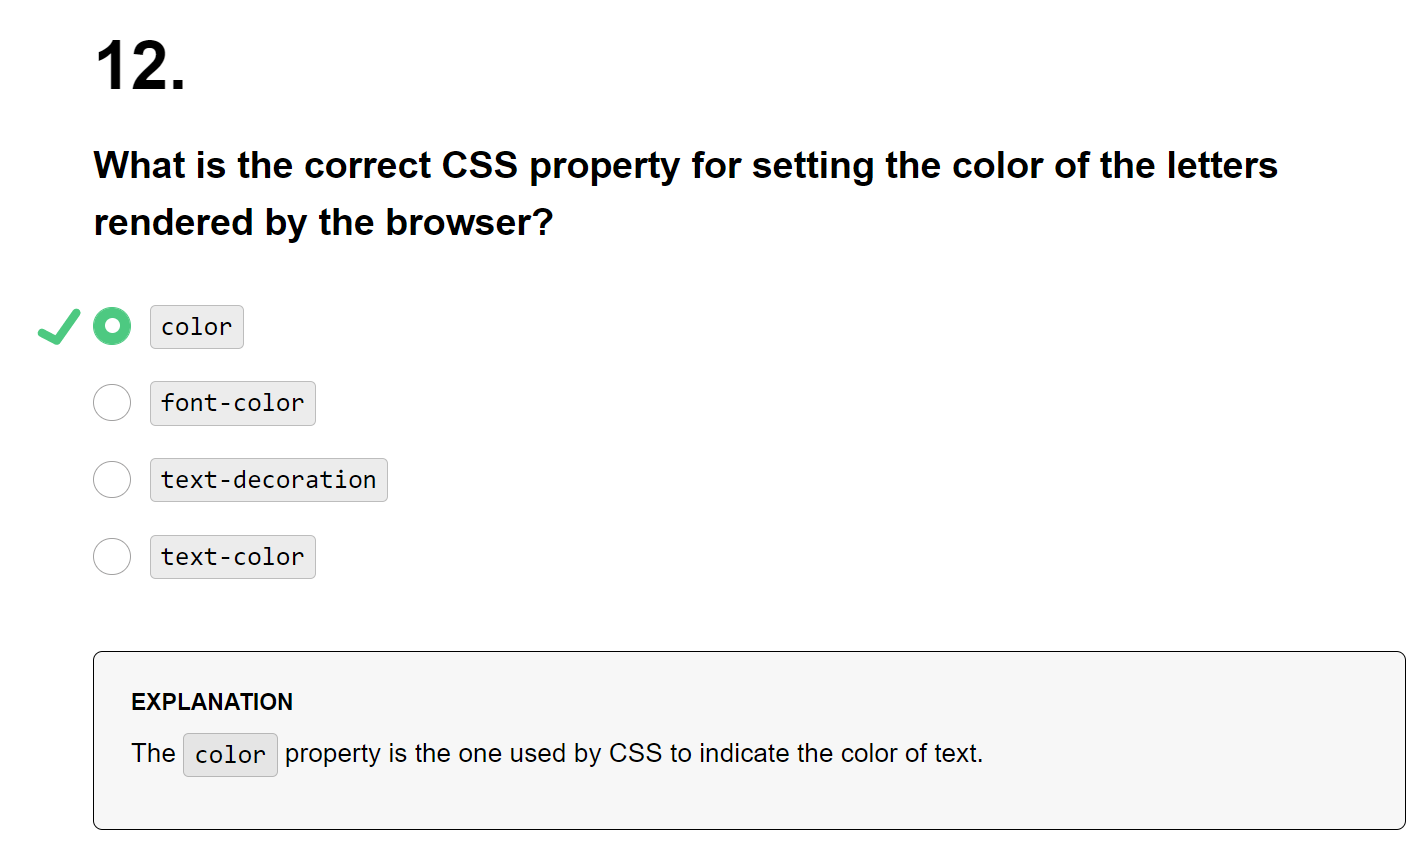 12.
What is the correct CSS property for setting the color of the letters
rendered by the browser?
color
font-color
text-decoration
text-color
EXPLANATION
The color property is the one used by CSS to indicate the color of text.